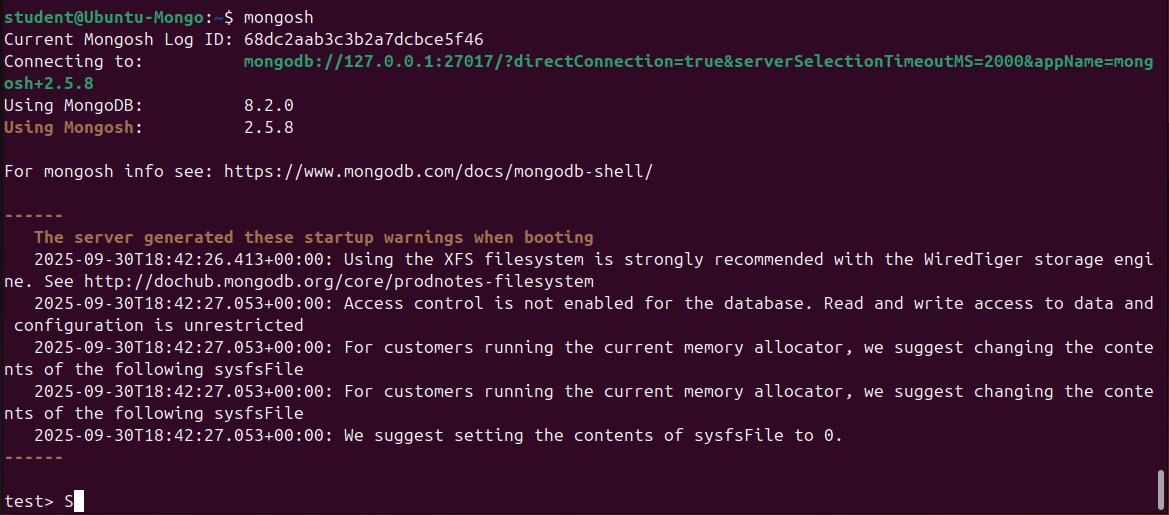 student@Ubuntu-Mongo:~$ mongosh
Current Mongosh Log ID: 68dc2aab3c3b2a7dcbce5f46
Connecting to:          mongodb://127.0.0.1:27017/?directConnection=true&serverSelectionTimeoutMS=2000&appName=mong
osh+2.5.8
Using MongoDB:          8.2.0
Using Mongosh:          2.5.8
For mongosh info see: https://www.mongodb.com/docs/mongodb-shell/
------
   The server generated these startup warnings when booting
   2025-09-30T18:42:26.413+00:00: Using the XFS filesystem is strongly recommended with the WiredTiger storage engi
ne. See http://dochub.mongodb.org/core/prodnotes-filesystem
   2025-09-30T18:42:27.053+00:00: Access control is not enabled for the database. Read and write access to data and
 configuration is unrestricted
   2025-09-30T18:42:27.053+00:00: For customers running the current memory allocator, we suggest changing the conte
nts of the following sysfsFile
   2025-09-30T18:42:27.053+00:00: For customers running the current memory allocator, we suggest changing the conte
nts of the following sysfsFile
   2025-09-30T18:42:27.053+00:00: We suggest setting the contents of sysfsFile to 0.
------
test> S